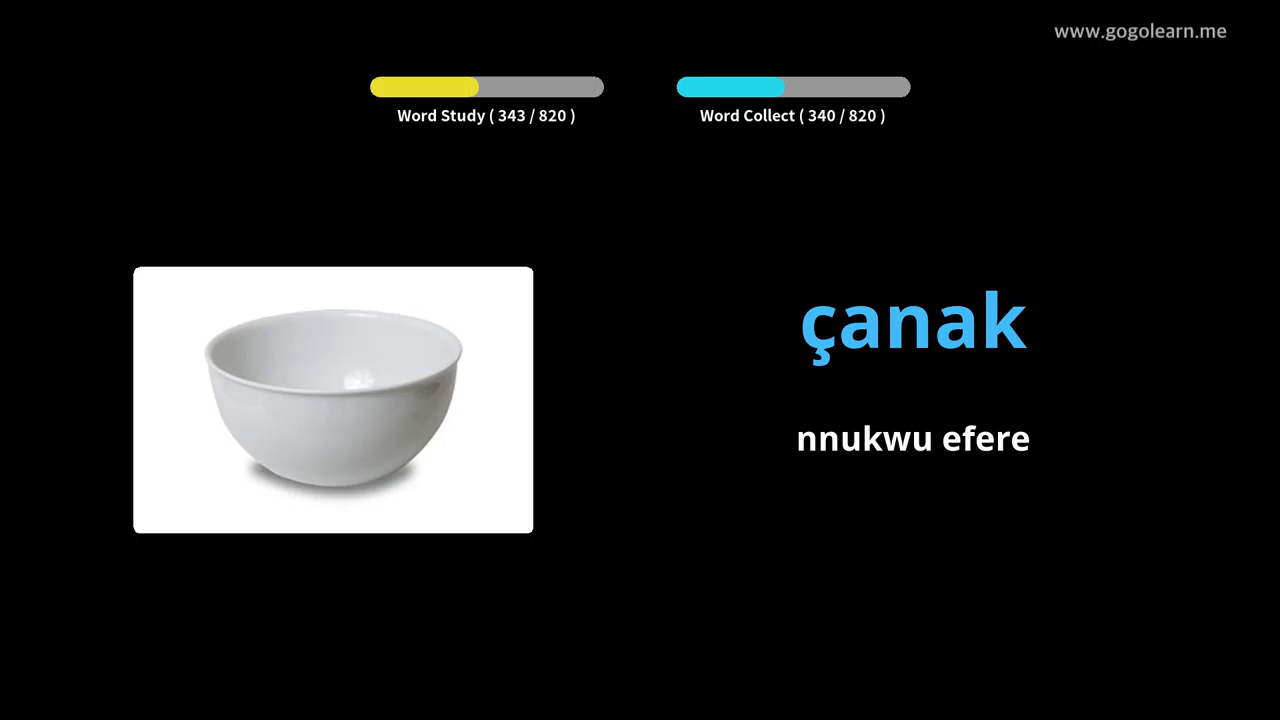 www.gogolearn.me
Word Study ( 343 / 820 )
Word Collect ( 340 / 820 )
çanak
nnukwu efere